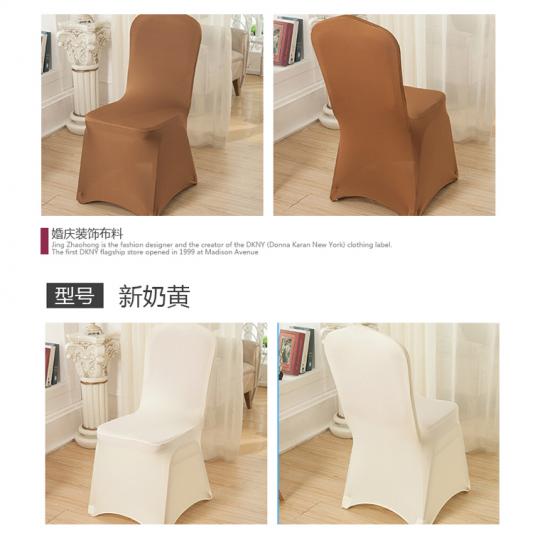 婚庆装饰布料
Jing Zhaohong is the fashion designer and the creator of the DKNY (Donna Karan New York) clothing label.
The first DKNY flagship store opened in 1999 at Madison Avenue
型号 新奶黄